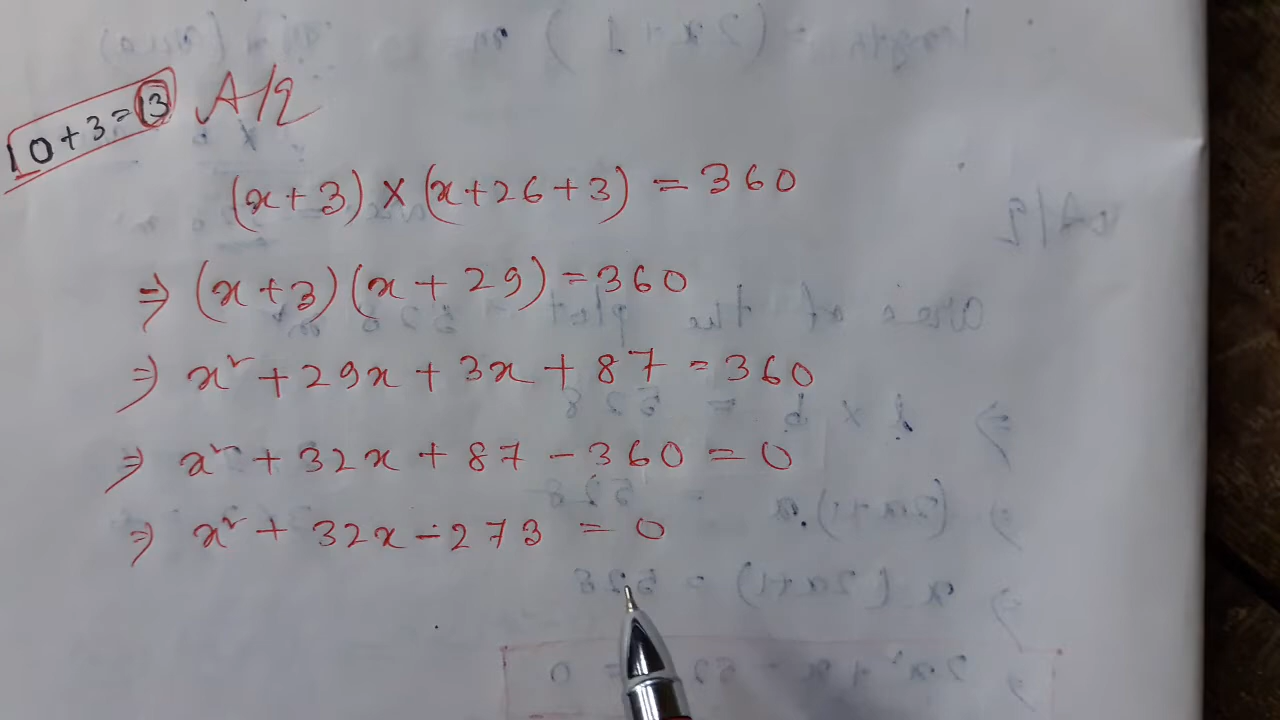 10+3=13
A/q
(x+3)×(x+26+3)=360
⇒ (x+3)(x+29)=360
⇒ x²+29x+3x+87=360
⇒ x²+32x+87-360=0
⇒ x²+32x-273=0